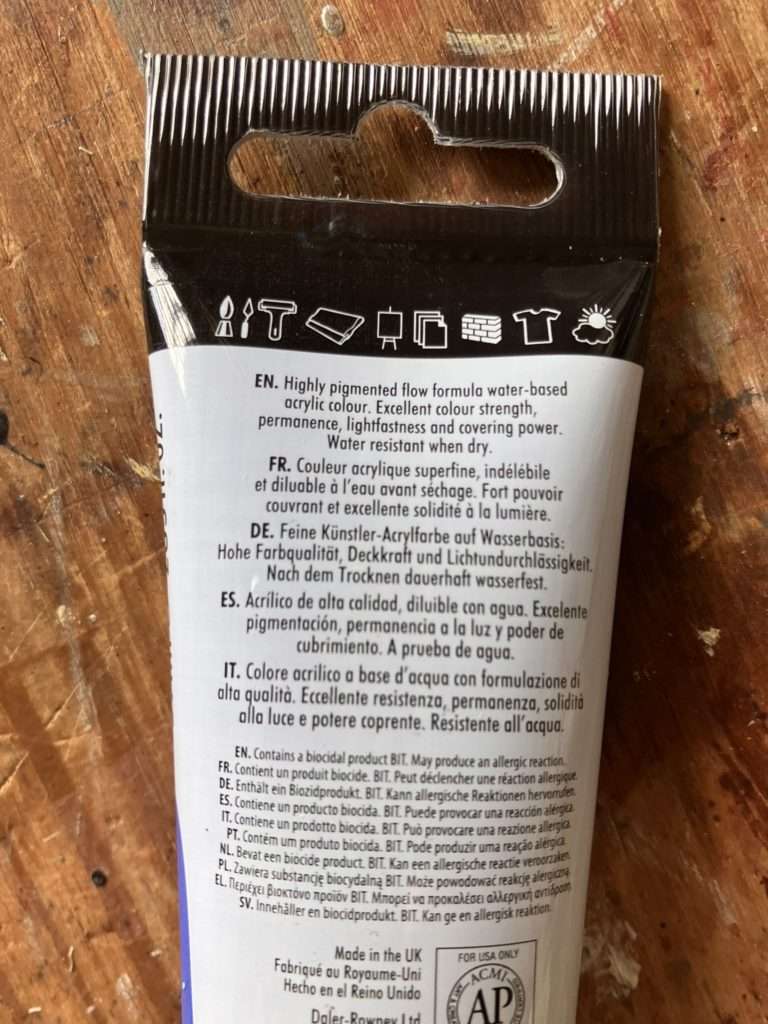 EN. Highly pigmented flow formula water-based
acrylic colour. Excellent colour strength,
permanence, lightfastness and covering power.
Water resistant when dry.
FR. Couleur acrylique superfine, indélébile
et diluable à l'eau avant séchage. Fort pouvoir
couvrant et excellente solidité à la lumière.
DE. Feine Künstler-Acrylfarbe auf Wasserbasis:
Hohe Farbqualität, Deckkraft und Lichtundurchlässigkeit.
Nach dem Trocknen dauerhaft wasserfest.
ES. Acrílico de alta calidad, diluible con agua. Excelente
pigmentación, permanencia a la luz y poder de
cubrimiento. A prueba de agua.
IT. Colore acrilico a base d'acqua con formulazione di
alta qualità. Eccellente resistenza, permanenza, solidità
alla luce e potere coprente. Resistente all'acqua.
EN. Contains a biocidal product BIT. May produce an allergic reaction.
FR. Contient un produit biocide. BIT. Peut déclencher une réaction allergique.
DE. Enthält ein Biozidprodukt. BIT. Kann allergische Reaktionen hervorrufen.
ES. Contiene un producto biocida. BIT. Puede provocar una reacción alérgica.
IT. Contiene un prodotto biocida. BIT. Può provocare una reazione allergica.
PT. Contém um produto biocida. BIT. Pode produzir uma reação alérgica.
NL. Bevat een biocide product. BIT. Kan een allergische reactie veroorzaken.
PL. Zawiera substancję biocydalną BIT. Może powodować reakcję alergiczną.
EL. Περιέχει βιοκτόνο προϊόν BIT. Μπορεί να προκαλέσει αλλεργική αντίδραση.
SV. Innehåller en biocidprodukt. BIT. Kan ge en allergisk reaktion.
Made in the UK
Fabriqué au Royaume-Uni
Hecho en el Reino Unido
Daler-Rowney Ltd
FOR USA ONLY
ACMI
AP